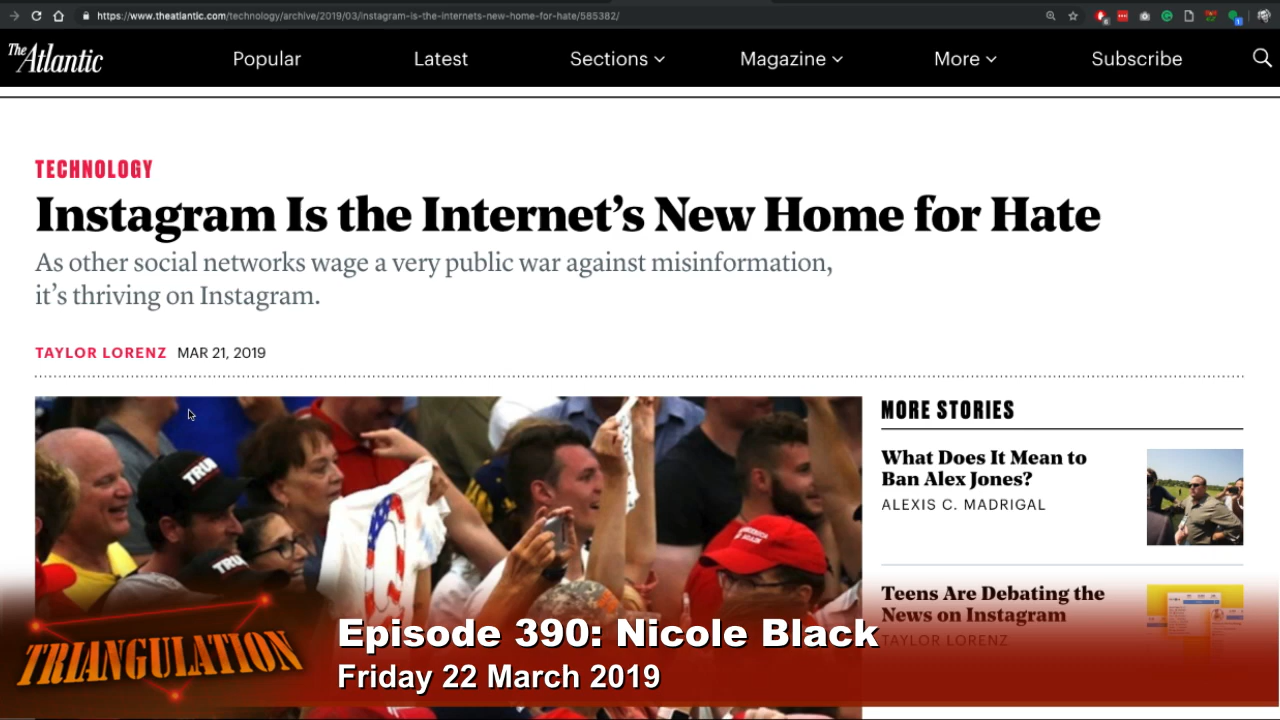 https://www.theatlantic.com/technology/archive/2019/03/instagram-is-the-internets-new-home-for-hate/585382/
The Atlantic
Popular
Latest
Sections
Magazine
More
Subscribe
TECHNOLOGY
Instagram Is the Internet’s New Home for Hate
As other social networks wage a very public war against misinformation,
it’s thriving on Instagram.
TAYLOR LORENZ MAR 21, 2019
MORE STORIES
What Does It Mean to
Ban Alex Jones?
ALEXIS C. MADRIGAL
Teens Are Debating the
News on Instagram
TAYLOR LORENZ
TRIANGULATION
Episode 390: Nicole Black
Friday 22 March 2019